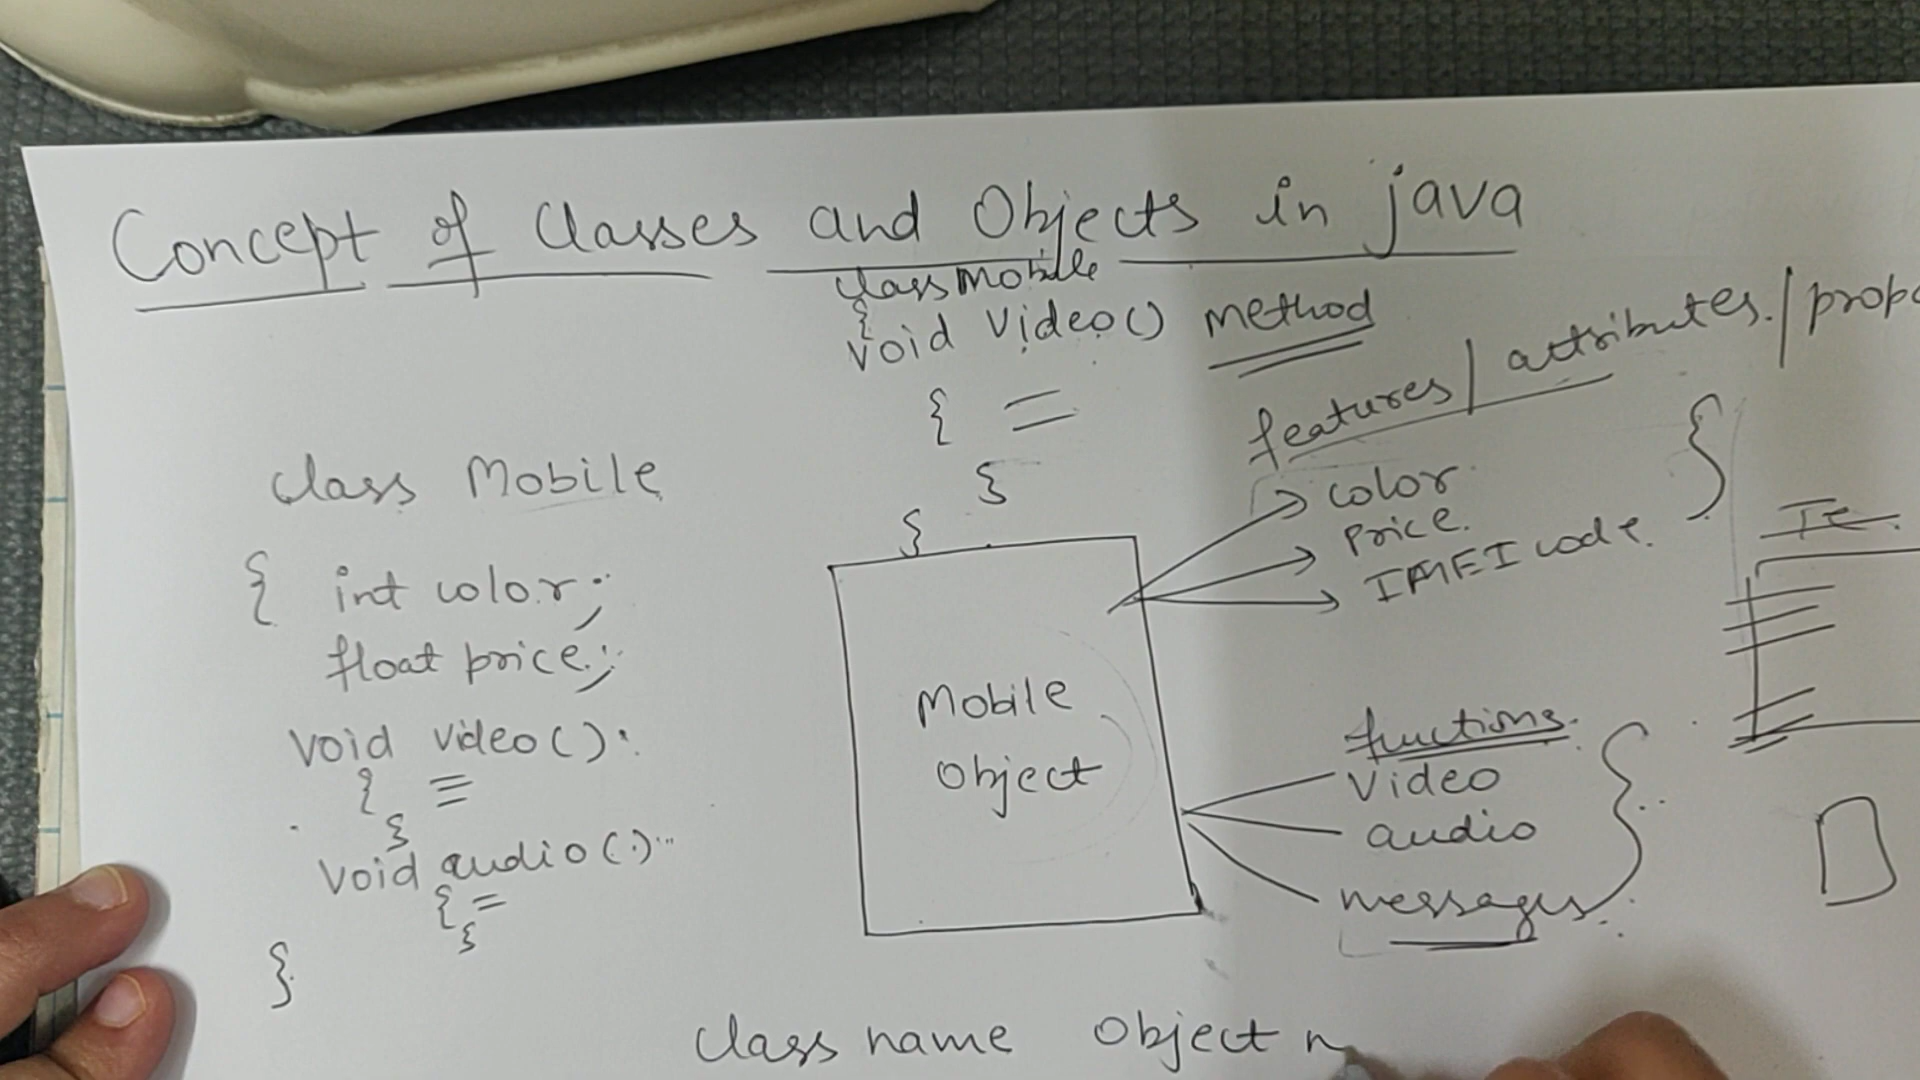 Concept of Classes and Objects in java
class Mobile
{
void Video() method
{ =
}
}
features/ attributes./
color
Price.
IMEI code.
class Mobile
{ int color;
float price;
void video()
{ =
}
void audio()
{ =
}
}
Mobile
Object
functions.
Video
audio
messages
class name Object